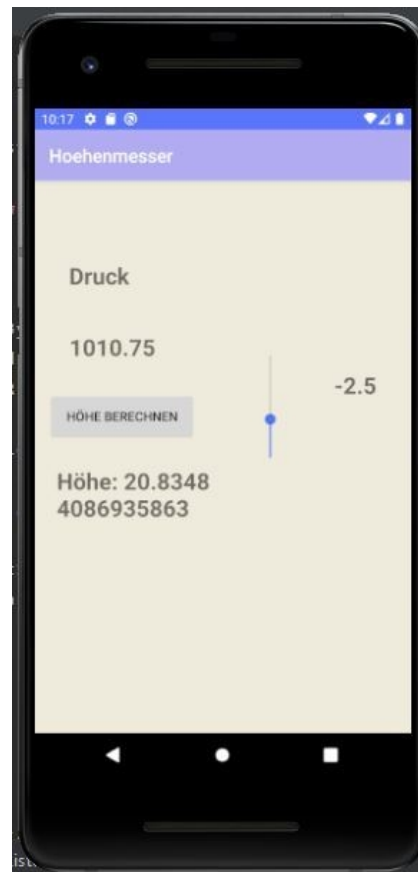 10:17
Hoehenmesser
Druck
1010.75
-2.5
HÖHE BERECHNEN
Höhe: 20.8348
4086935863